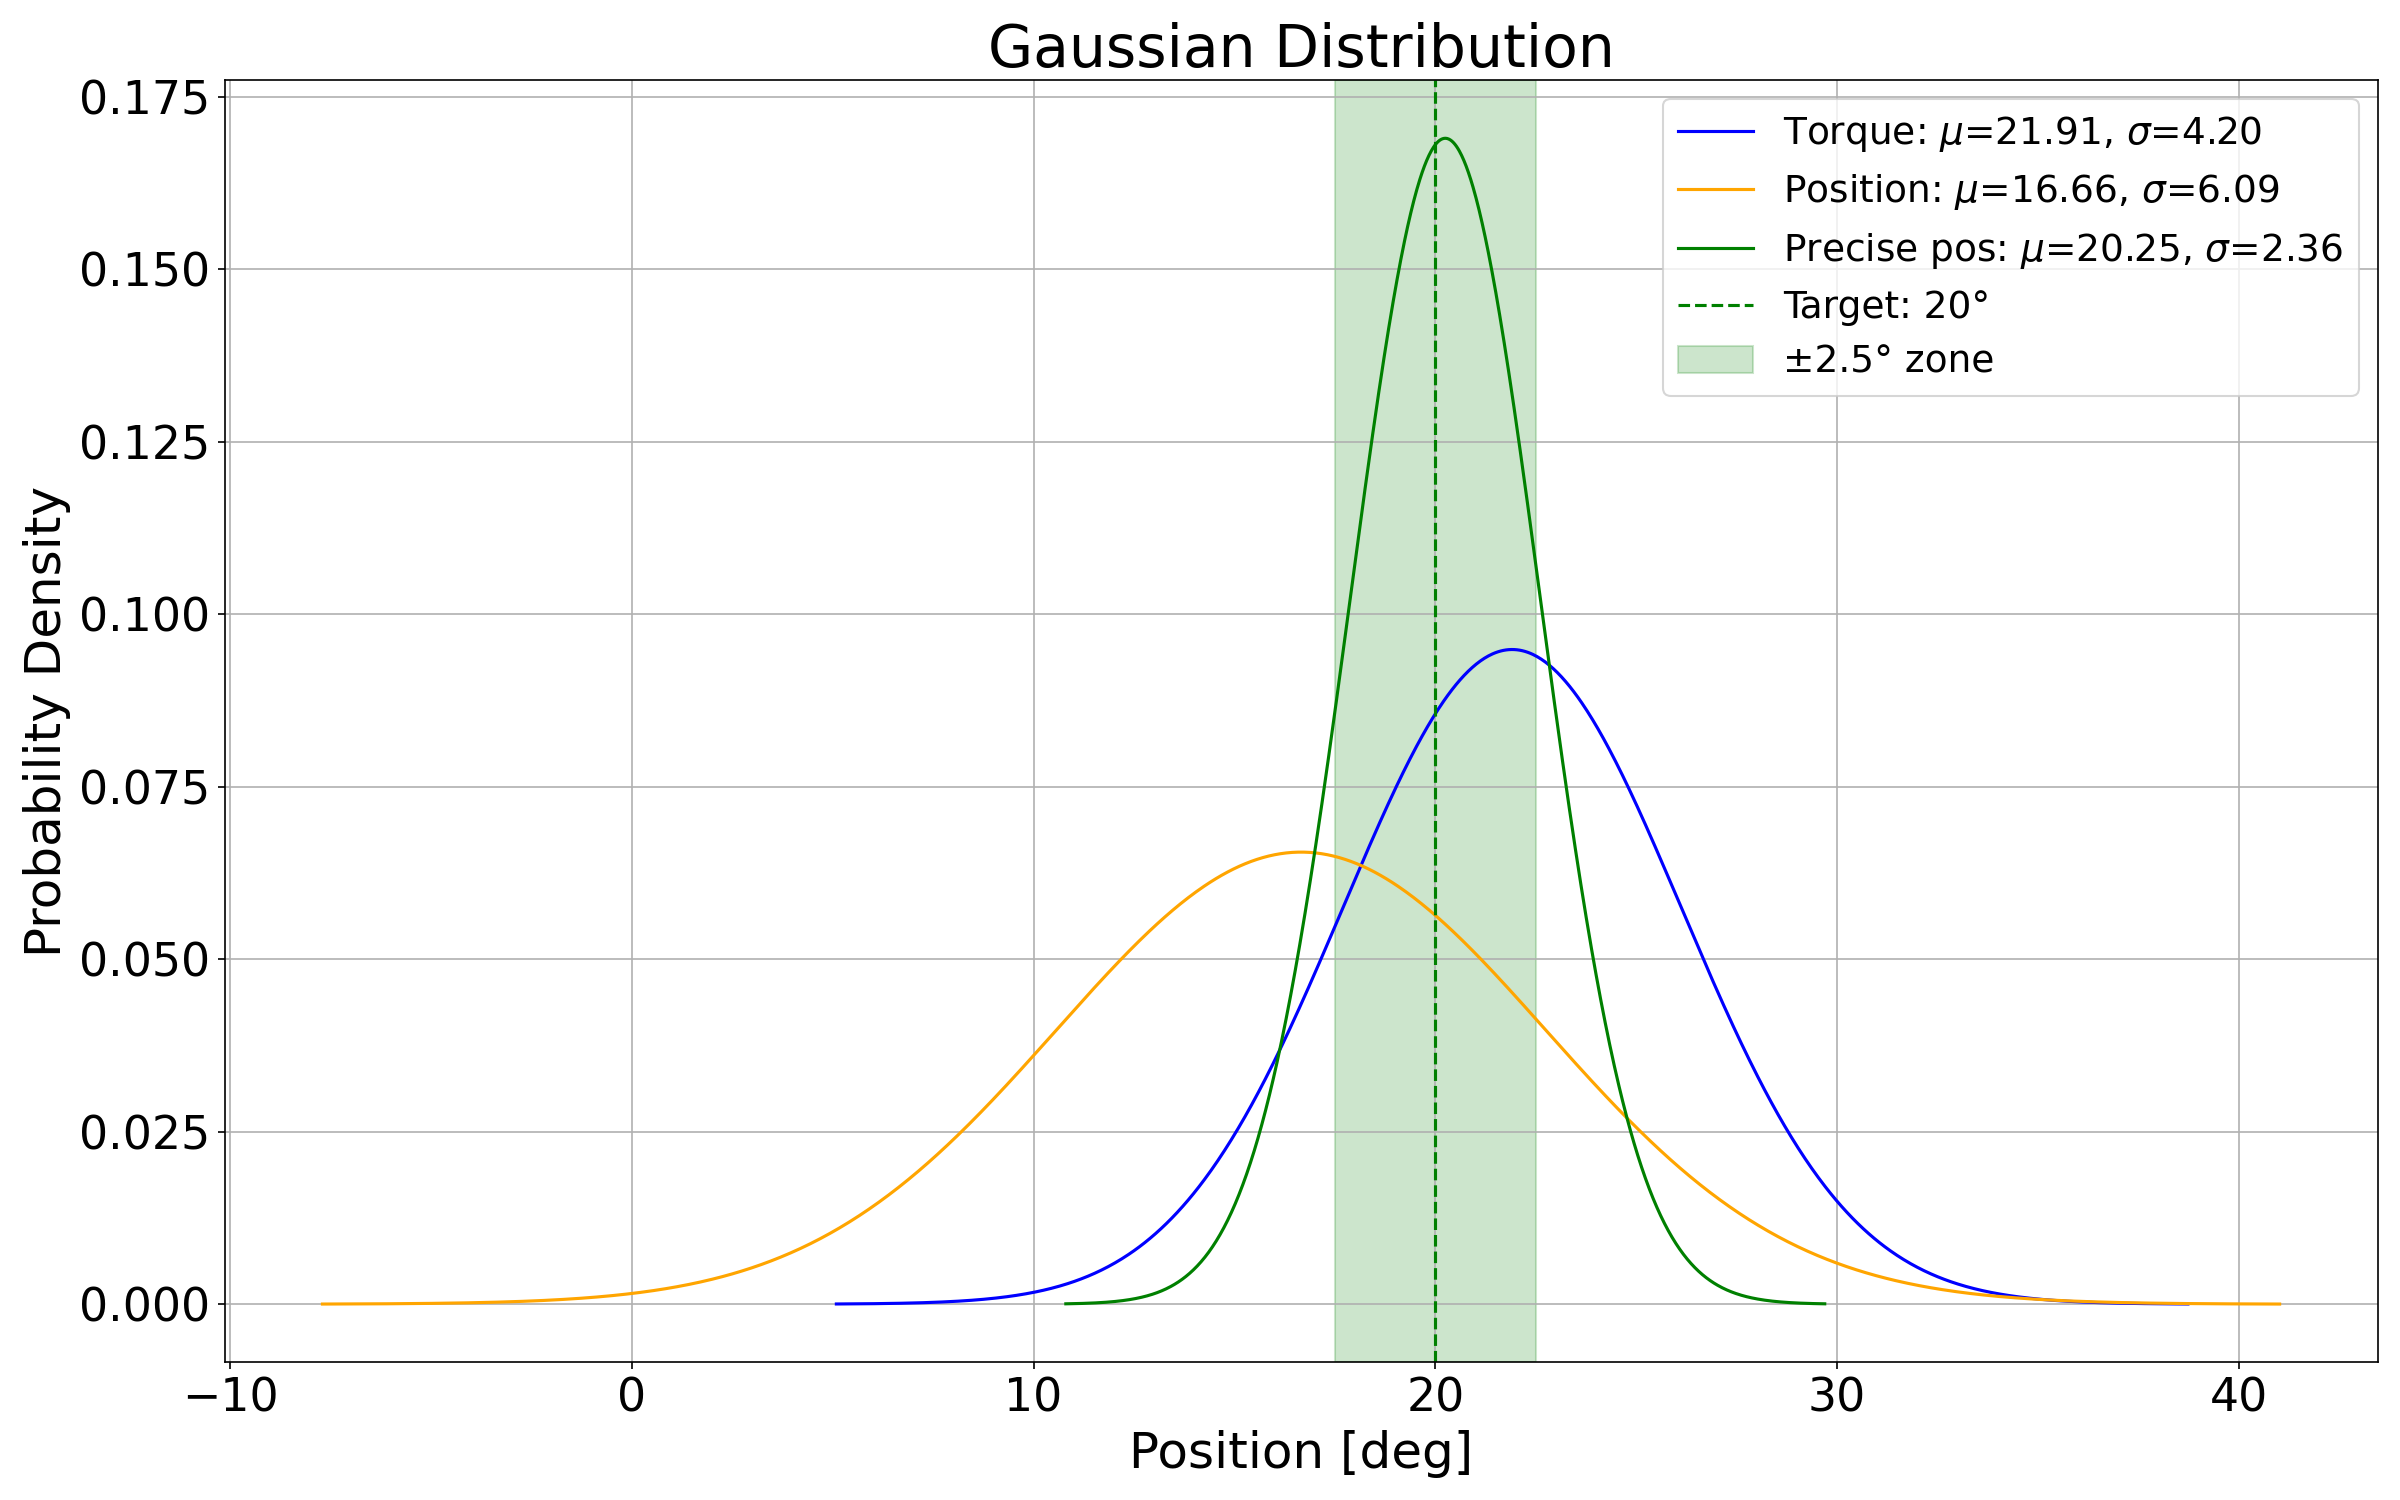 Gaussian Distribution
0.175
0.150
0.125
0.100
0.075
0.050
0.025
0.000
Probability Density
Torque: μ=21.91, σ=4.20
Position: μ=16.66, σ=6.09
Precise pos: μ=20.25, σ=2.36
Target: 20°
±2.5° zone
−10 0 10 20 30 40
Position [deg]